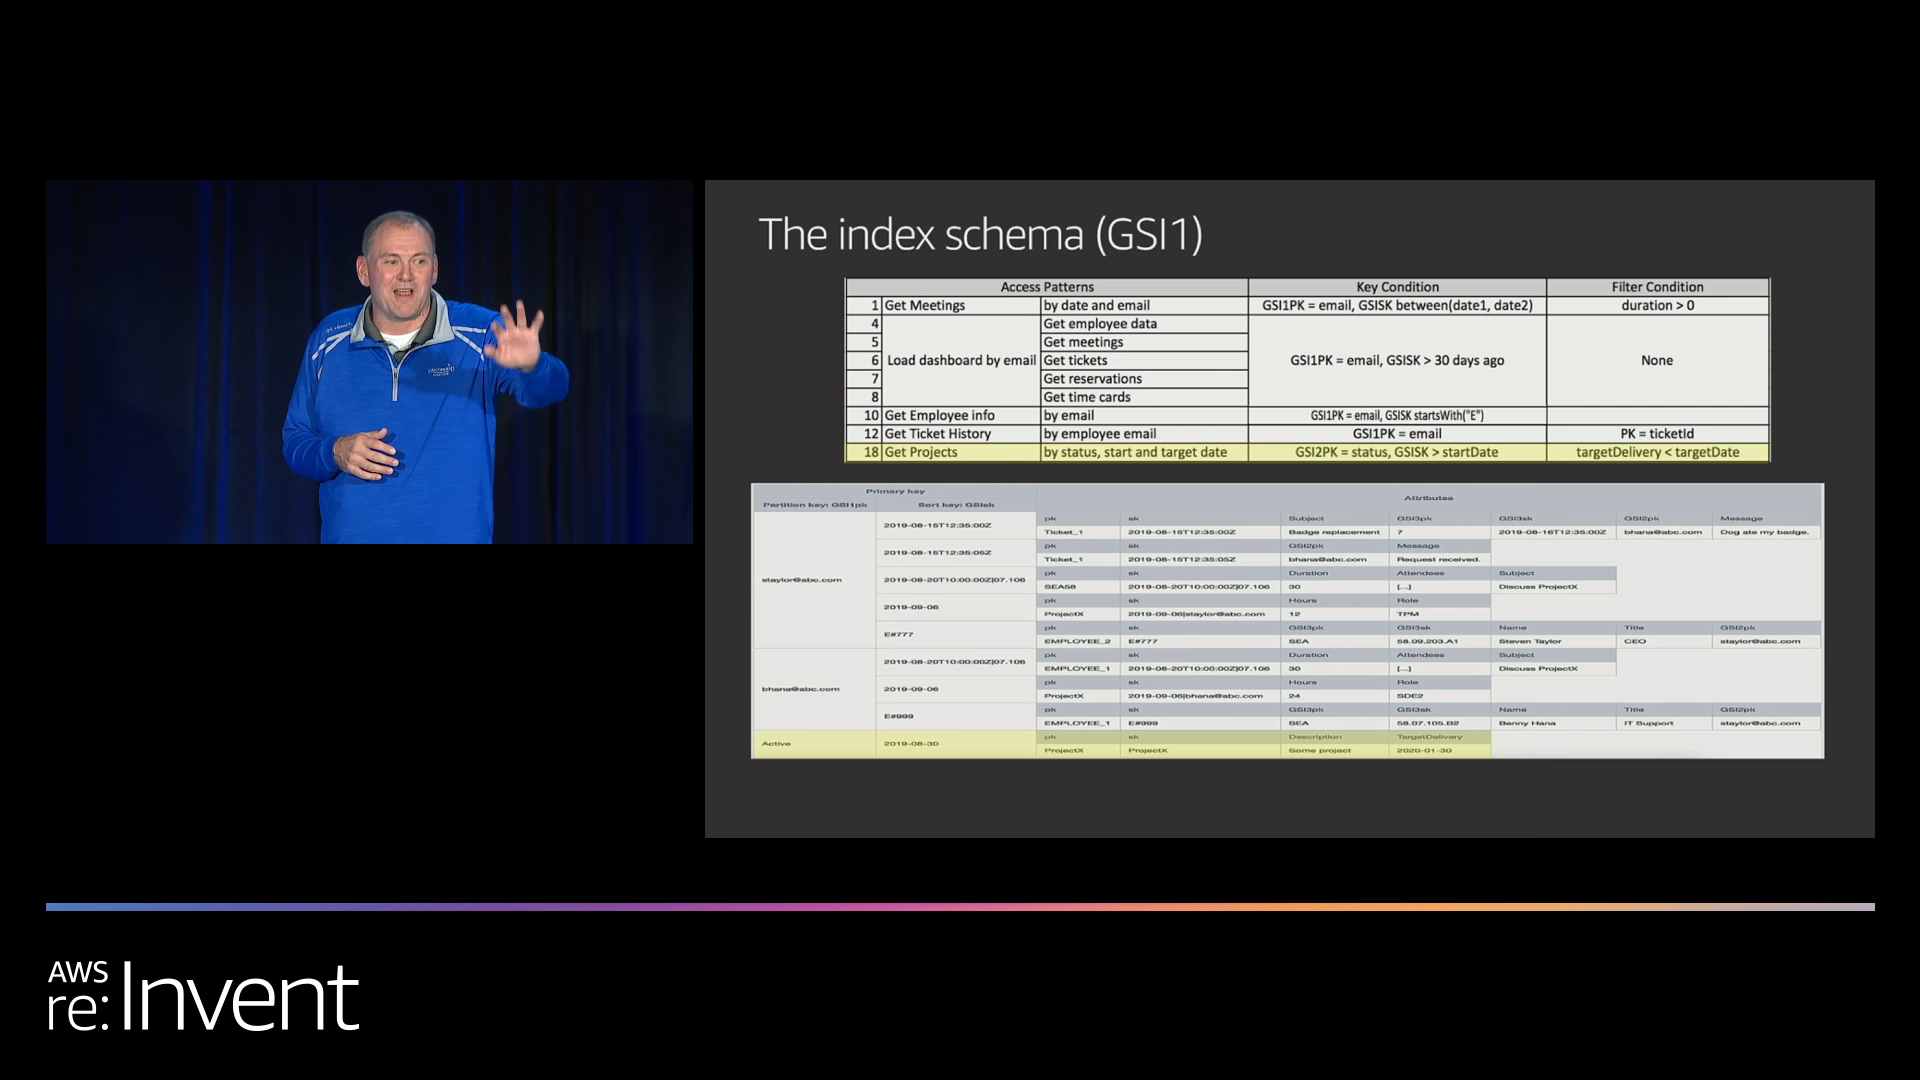 The index schema (GSI1)
Access Patterns Key Condition Filter Condition
1 Get Meetings by date and email GSI1PK = email, GSISK between(date1, date2) duration > 0
4 Get employee data
5 Get meetings
6 Load dashboard by email Get tickets GSI1PK = email, GSISK > 30 days ago None
7 Get reservations
8 Get time cards
10 Get Employee info by email GSI1PK = email, GSISK startsWith("E")
12 Get Ticket History by employee email GSI1PK = email PK = ticketId
18 Get Projects by status, start and target date GSI2PK = status, GSISK > startDate targetDelivery < targetDate
Primary key Attributes
Partition key: GSI1pk Sort key: GSIsk
2019-08-15T12:35:00Z pk sk Subject GSI3pk GSI3sk GSI2pk Message
Ticket_1 2019-08-15T12:35:00Z Badge replacement 7 2019-08-16T12:35:00Z bhana@abc.com Dog ate my badge.
2019-08-15T12:35:05Z pk sk GSI2pk Message
Ticket_1 2019-08-15T12:35:05Z bhana@abc.com Request received.
staylor@abc.com 2019-08-20T10:00:00Z|07.106 pk sk Duration Attendees Subject
SEA58 2019-08-20T10:00:00Z|07.106 30 [...] Discuss ProjectX
2019-09-06 pk sk Hours Role
ProjectX 2019-09-06|staylor@abc.com 12 TPM
E#777 pk sk GSI3pk GSI3sk Name Title GSI2pk
EMPLOYEE_2 E#777 SEA 58.09.203.A1 Steven Taylor CEO staylor@abc.com
2019-08-20T10:00:00Z|07.106 pk sk Duration Attendees Subject
EMPLOYEE_1 2019-08-20T10:00:00Z|07.106 30 [...] Discuss ProjectX
bhana@abc.com 2019-09-06 pk sk Hours Role
ProjectX 2019-09-06|bhana@abc.com 24 SDE2
E#999 pk sk GSI3pk GSI3sk Name Title GSI2pk
EMPLOYEE_1 E#999 SEA 58.07.105.B2 Benny Hana IT Support staylor@abc.com
Active 2019-08-30 pk sk Description TargetDelivery
ProjectX ProjectX Some project 2020-01-30
AWS
re:Invent